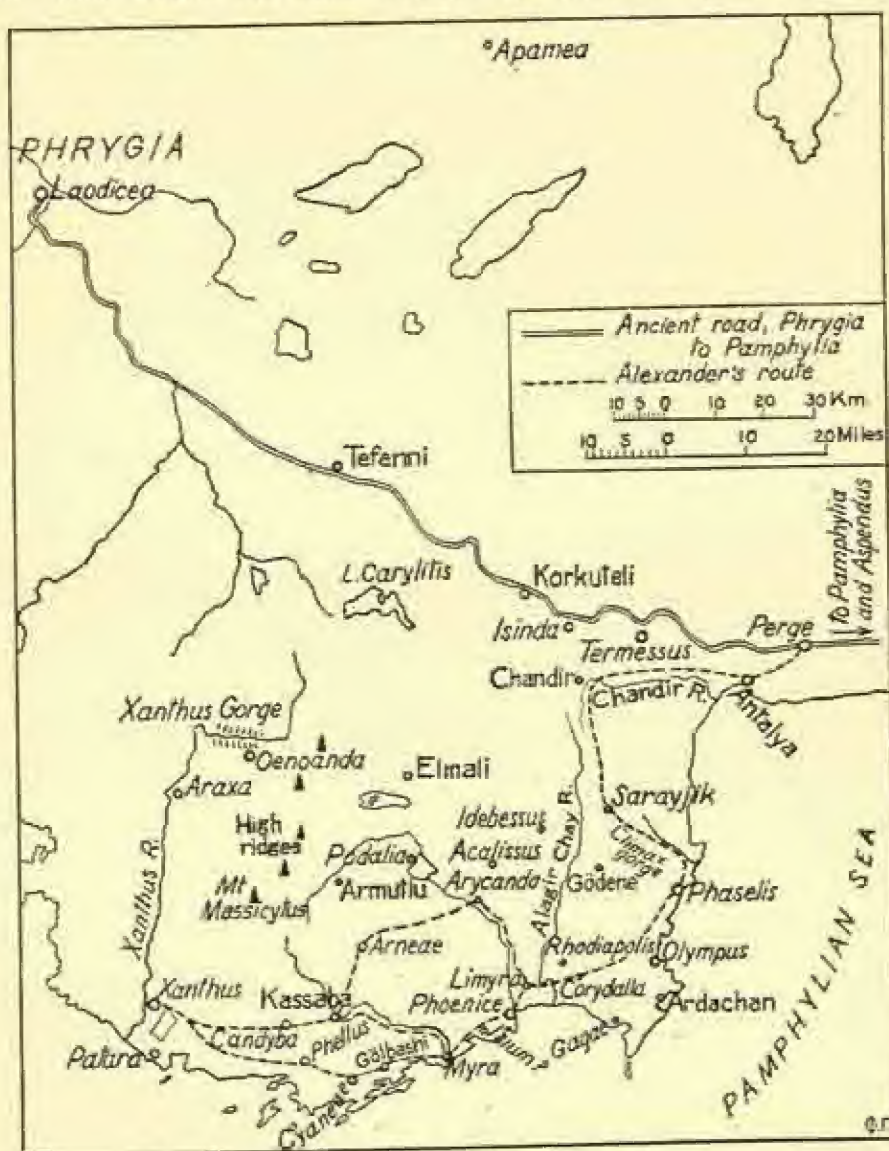 Apamea
PHRYGIA
Laodicea
Ancient road, Phrygia
to Pamphylia
Alexander's route
10 5 0 10 20 30 Km
10 5 0 10 20 Miles
Tefenni
to Pamphylia
and Aspendus
L. Carylitis
Korkuteli
Isinda
Termessus
Perge
Chandir
Chandir R.
Antalya
Xanthus Gorge
Oenoanda
Araxa
Elmali
Sarayjik
High
ridges
Idebessus
Climax
gorge
Podalia
Acalissus
Armutlu
Arycanda
Gödene
Mt
Massicytus
Alagir Chay R.
Phaselis
Xanthus R.
Arneae
Rhodiapolis
Olympus
Xanthus
Kassaba
Limyra
Corydalla
Phoenice
Ardachan
Candyba
Phellus
Galbashi
Gagae
Patara
Myra
Cyaneae
PAMPHYLIAN SEA